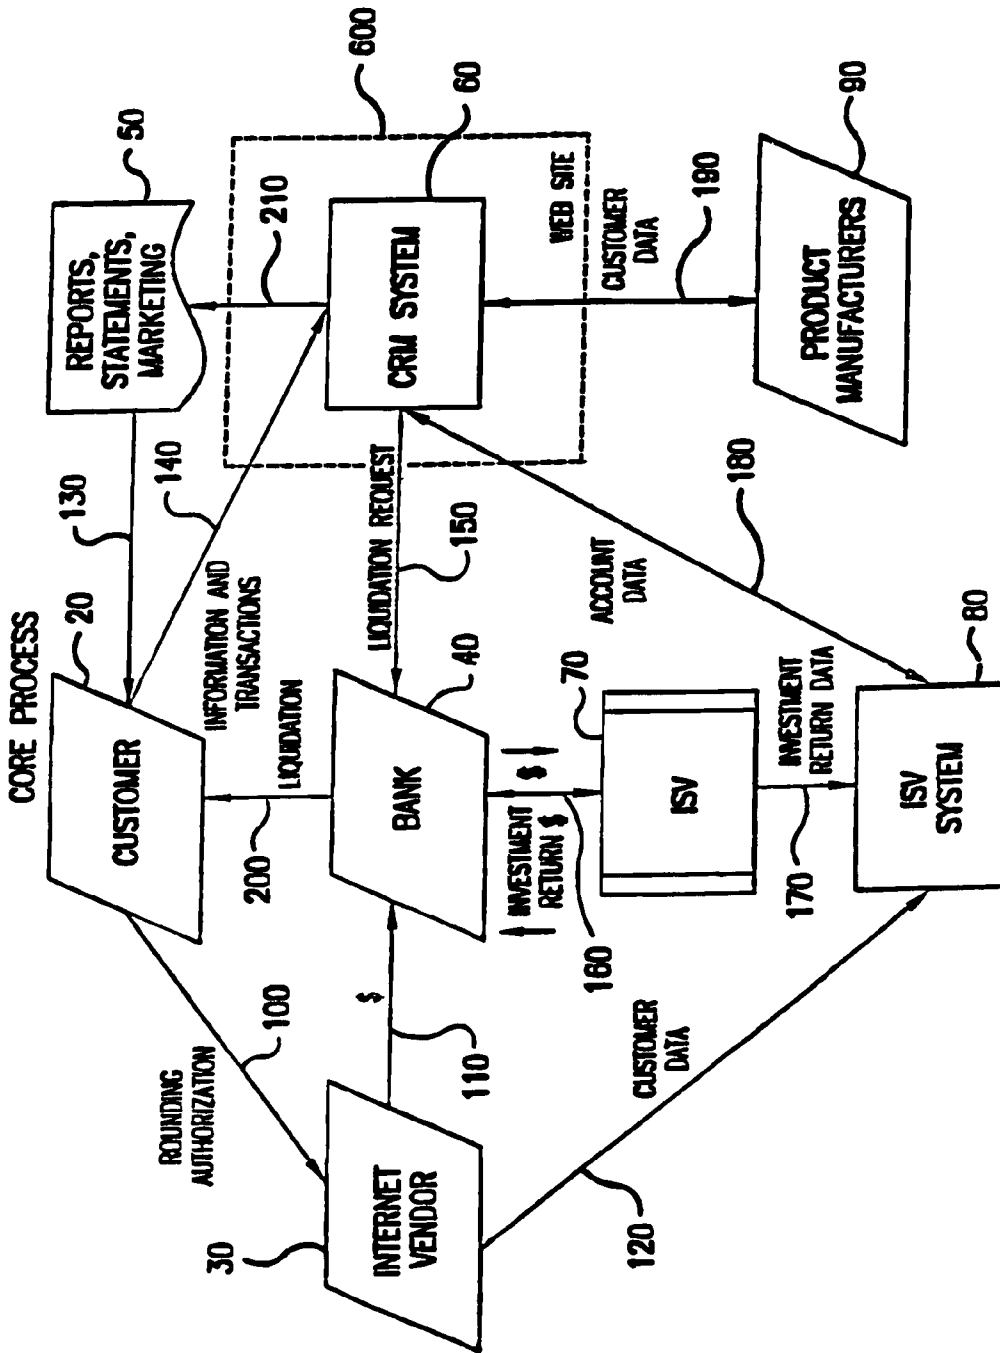 CORE PROCESS
20
CUSTOMER
130
50
REPORTS,
STATEMENTS,
MARKETING
140
210
600
60
CRM SYSTEM
WEB SITE
INFORMATION AND
TRANSACTIONS
LIQUIDATION REQUEST
150
LIQUIDATION
200
ROUNDING
AUTHORIZATION
100
30
INTERNET
VENDOR
$
110
BANK
40
INVESTMENT
RETURN $
$
160
70
ISV
CUSTOMER
DATA
190
PRODUCT
MANUFACTURERS
90
ACCOUNT
DATA
180
CUSTOMER
DATA
120
170
INVESTMENT
RETURN DATA
ISV
SYSTEM
80